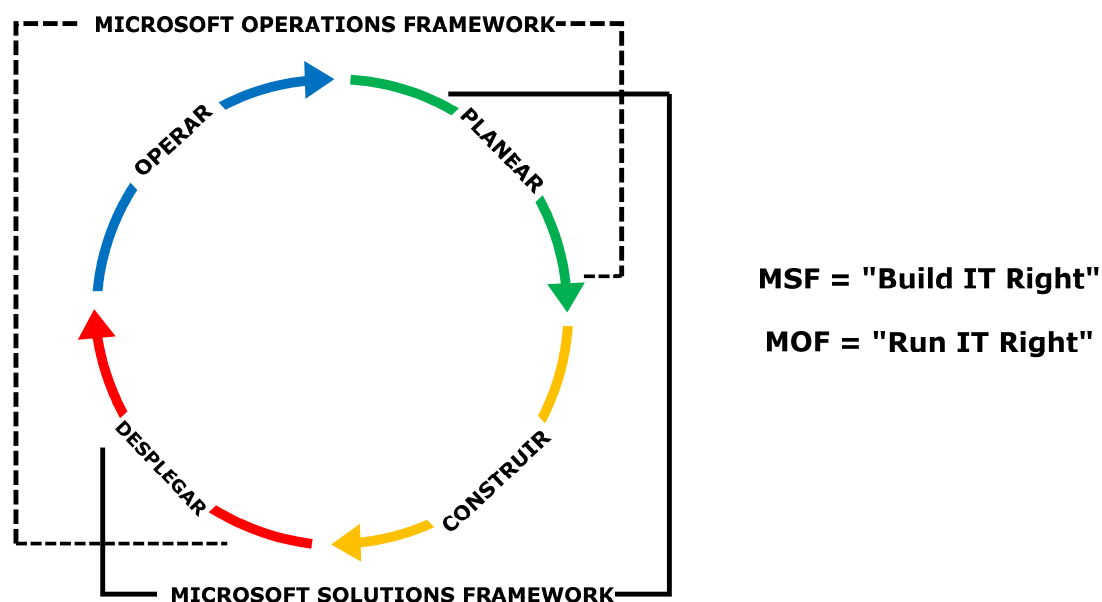 MICROSOFT OPERATIONS FRAMEWORK
OPERAR
PLANEAR
MSF = "Build IT Right"
MOF = "Run IT Right"
DESPLEGAR
CONSTRUIR
MICROSOFT SOLUTIONS FRAMEWORK